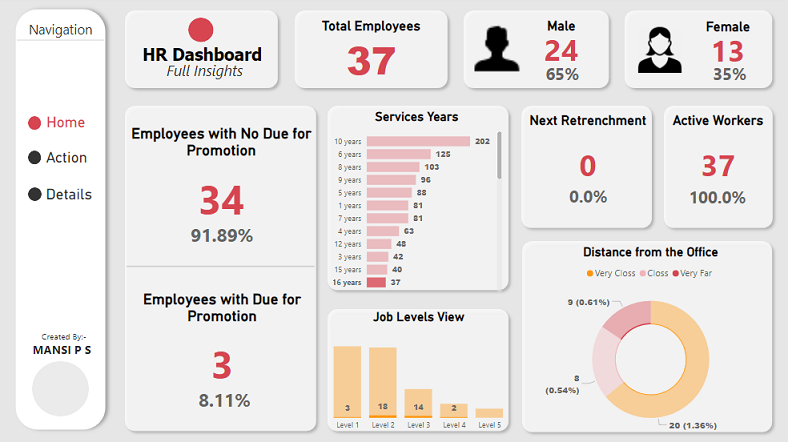 Navigation
Home
Action
Details
Created By:-
MANSI P S
HR Dashboard
Full Insights
Total Employees
37
Male
24
65%
Female
13
35%
Employees with No Due for
Promotion
34
91.89%
Employees with Due for
Promotion
3
8.11%
Services Years
10 years 202
6 years 125
8 years 103
9 years 96
5 years 88
1 years 81
7 years 81
4 years 63
12 years 48
3 years 42
15 years 40
16 years 37
Job Levels View
3 18 14 2
Level 1 Level 2 Level 3 Level 4 Level 5
Next Retrenchment
0
0.0%
Active Workers
37
100.0%
Distance from the Office
Very Closs Closs Very Far
9 (0.61%)
8
(0.54%)
20 (1.36%)